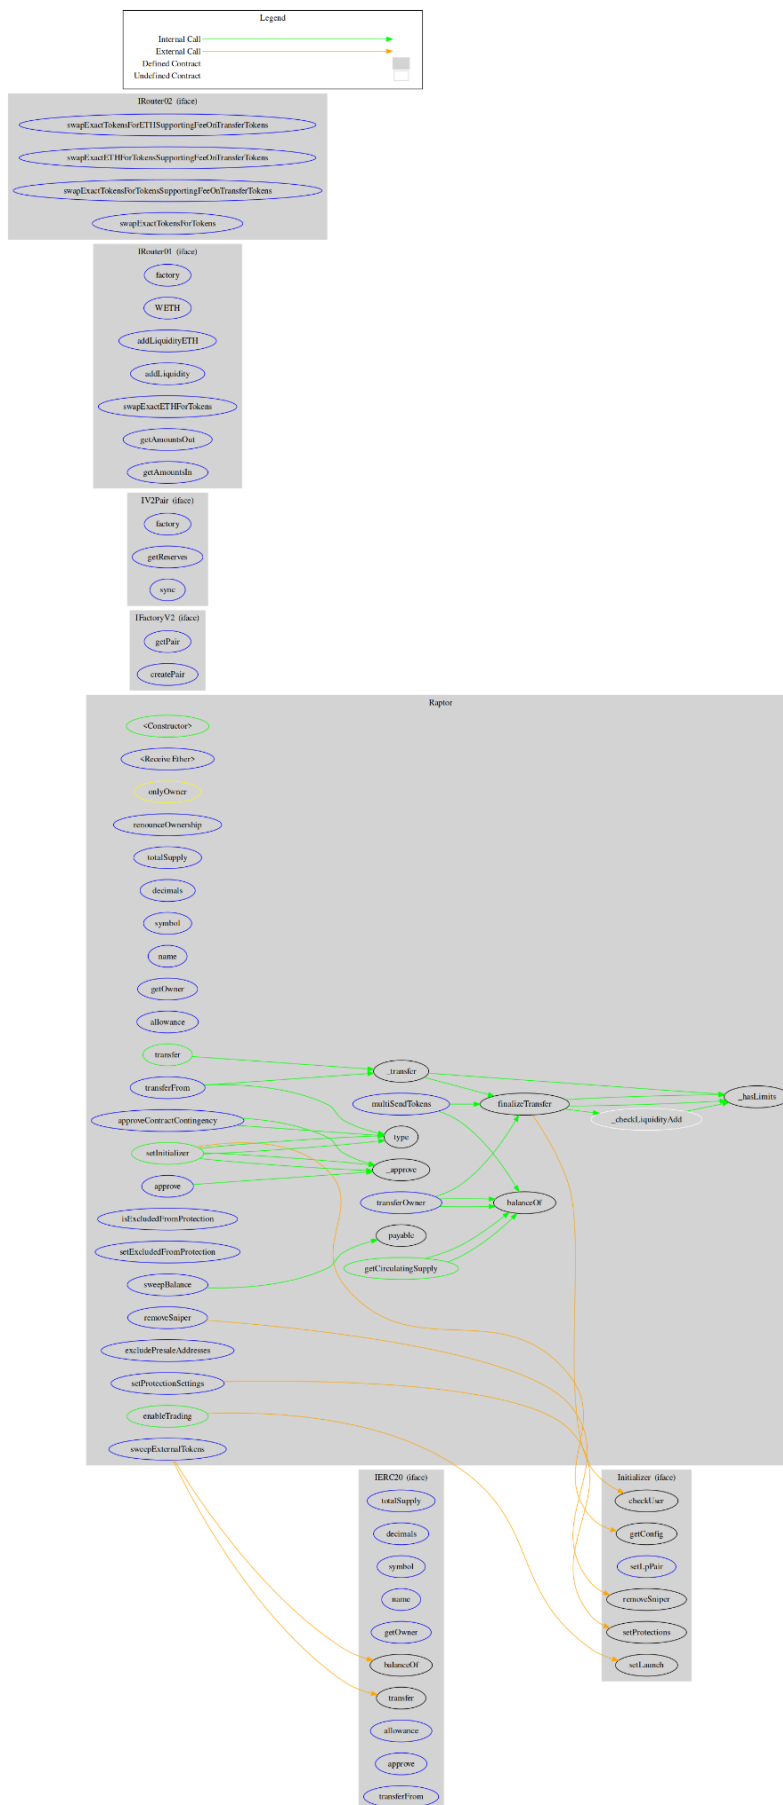 Legend
Internal Call
External Call
Defined Contract
Undefined Contract
IRouter02 (iface)
swapExactTokensForETHSupportingFeeOnTransferTokens
swapExactETHForTokensSupportingFeeOnTransferTokens
swapExactTokensForTokensSupportingFeeOnTransferTokens
swapExactTokensForTokens
IRouter01 (iface)
factory
WETH
addLiquidityETH
addLiquidity
swapExactETHForTokens
getAmountsOut
getAmountsIn
IV2Pair (iface)
factory
getReserves
sync
IFactoryV2 (iface)
getPair
createPair
Raptor
<Constructor>
<Receive Ether>
onlyOwner
renounceOwnership
totalSupply
decimals
symbol
name
getOwner
allowance
transfer
transferFrom
approveContractContingency
setInitializer
approve
isExcludedFromProtection
setExcludedFromProtection
sweepBalance
removeSniper
excludePresaleAddresses
setProtectionSettings
enableTrading
sweepExternalTokens
_transfer
multiSendTokens
type
_approve
transferOwner
payable
getCirculatingSupply
finalizeTransfer
balanceOf
_checkLiquidityAdd
_hasLimits
IERC20 (iface)
totalSupply
decimals
symbol
name
getOwner
balanceOf
transfer
allowance
approve
transferFrom
Initializer (iface)
checkUser
getConfig
setLpPair
removeSniper
setProtections
setLaunch